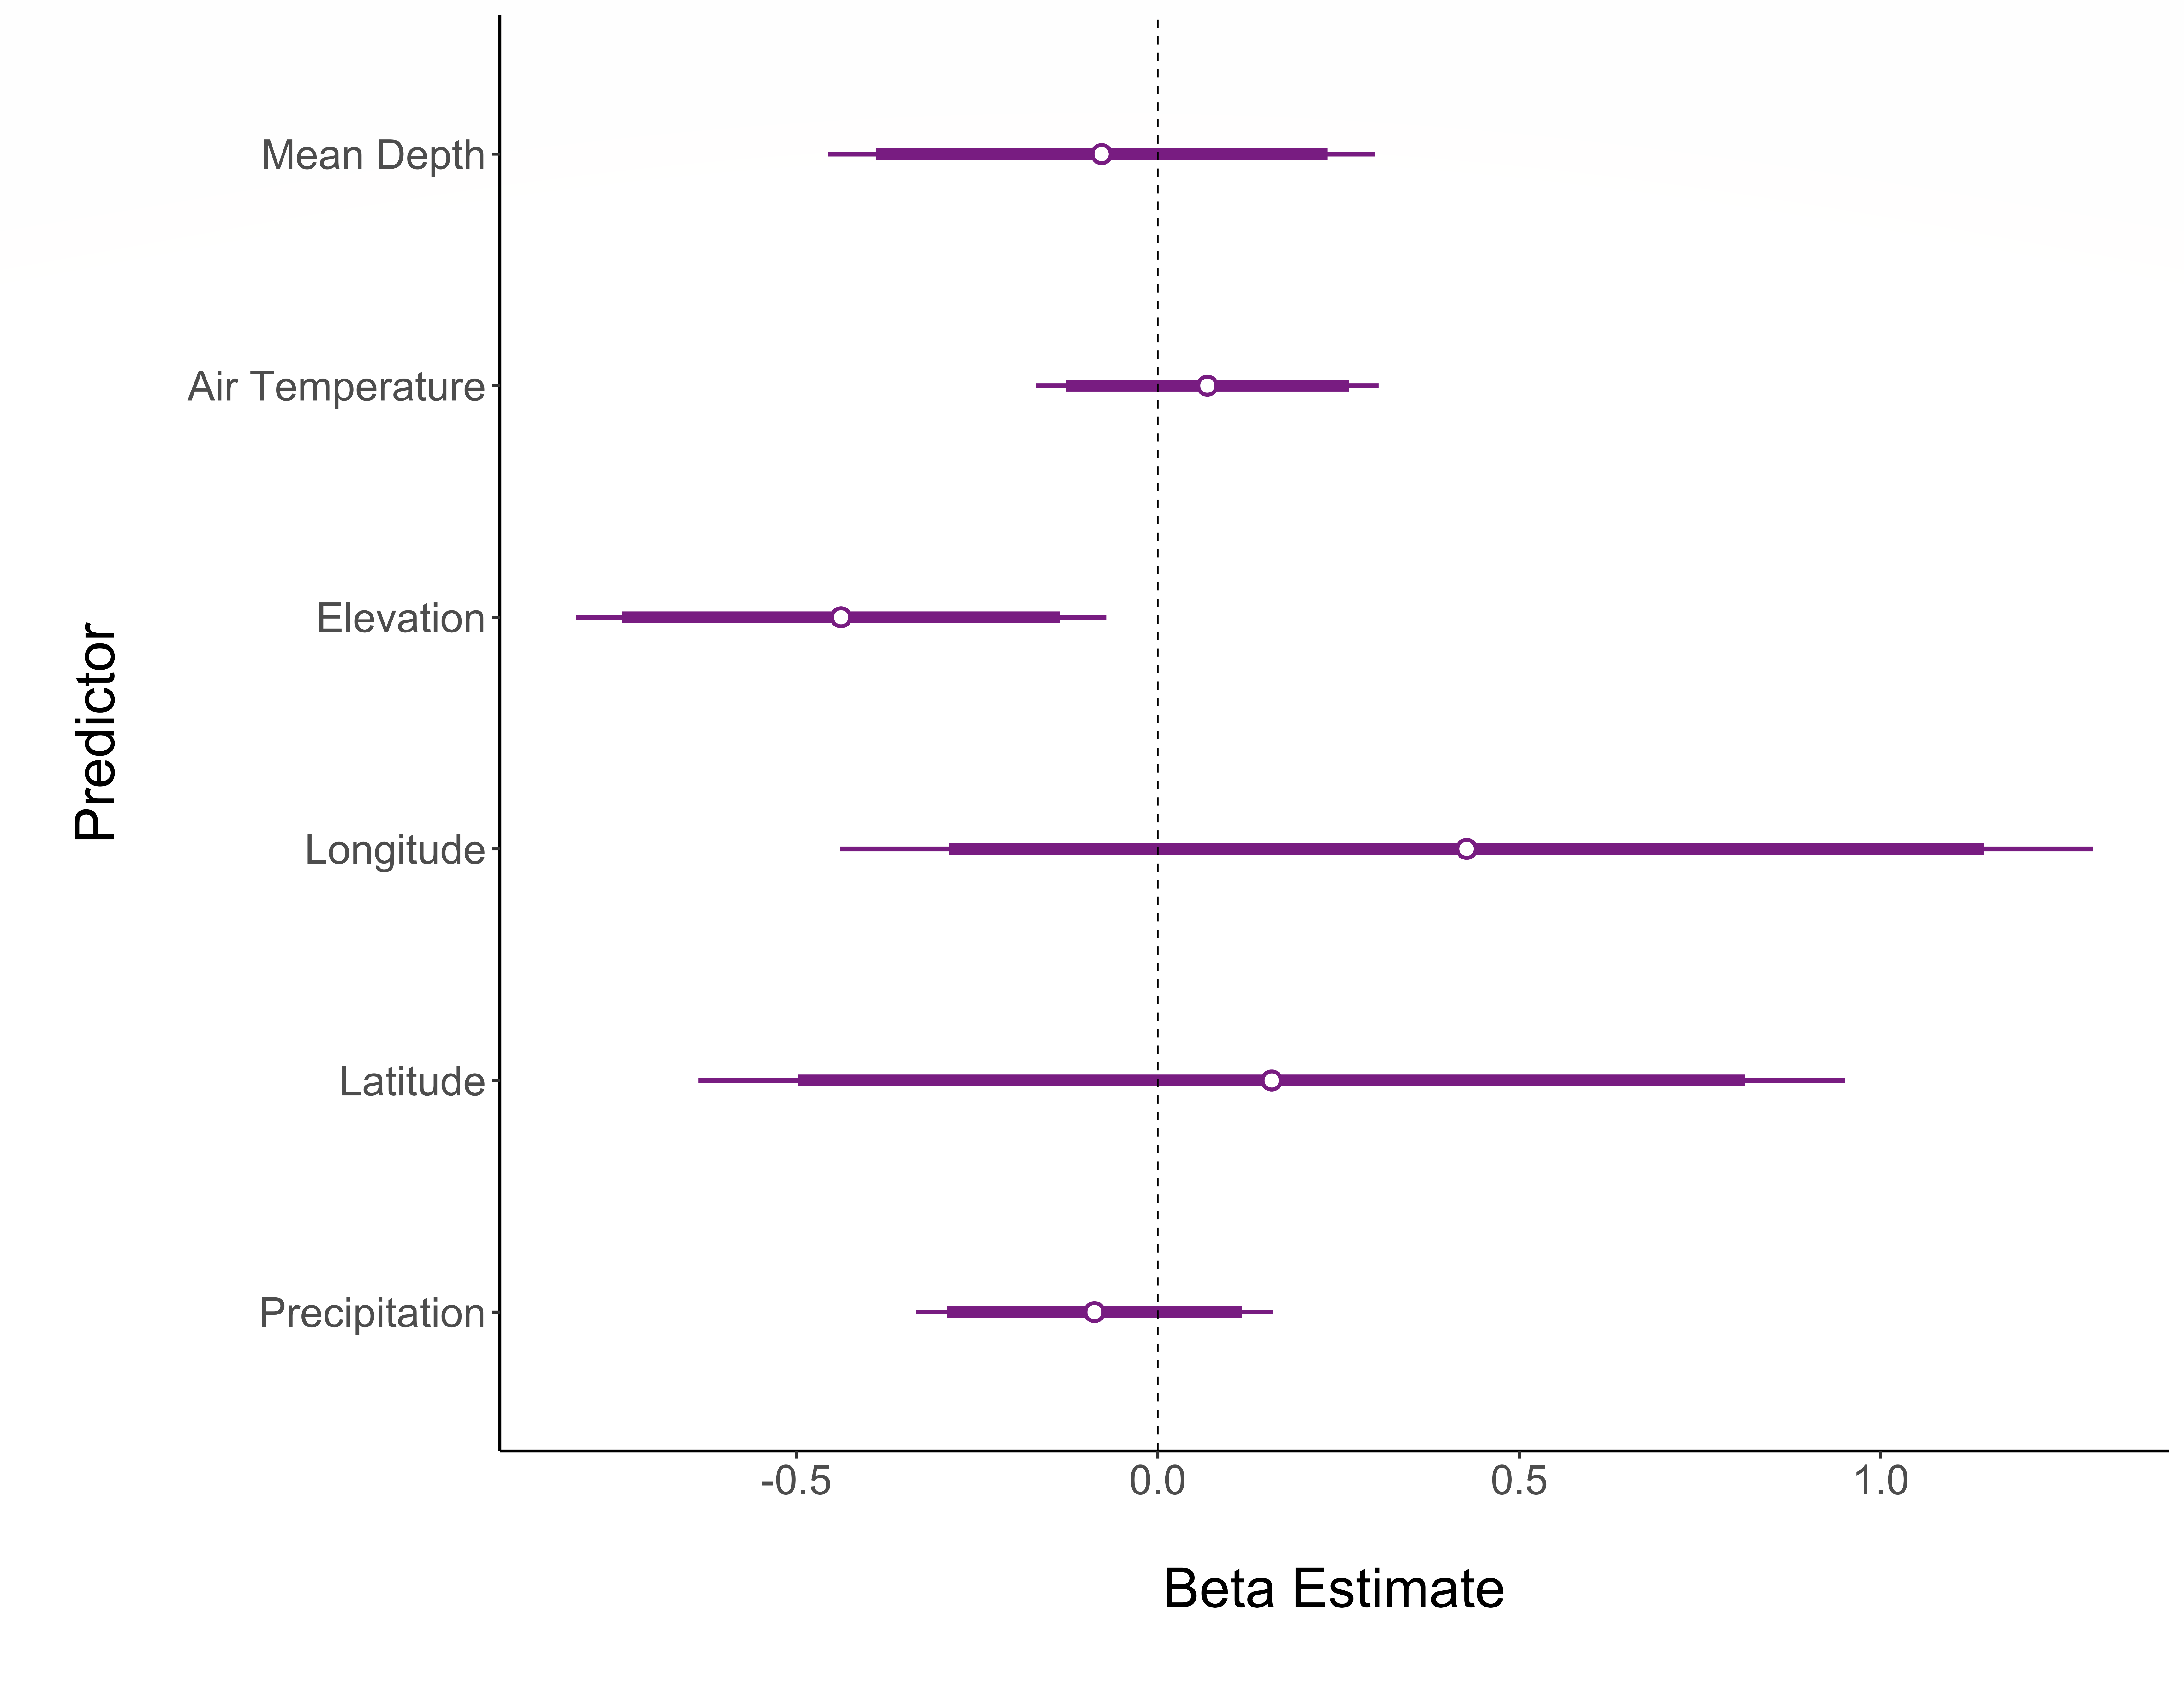 Predictor
Mean Depth
Air Temperature
Elevation
Longitude
Latitude
Precipitation
-0.5 0.0 0.5 1.0
Beta Estimate